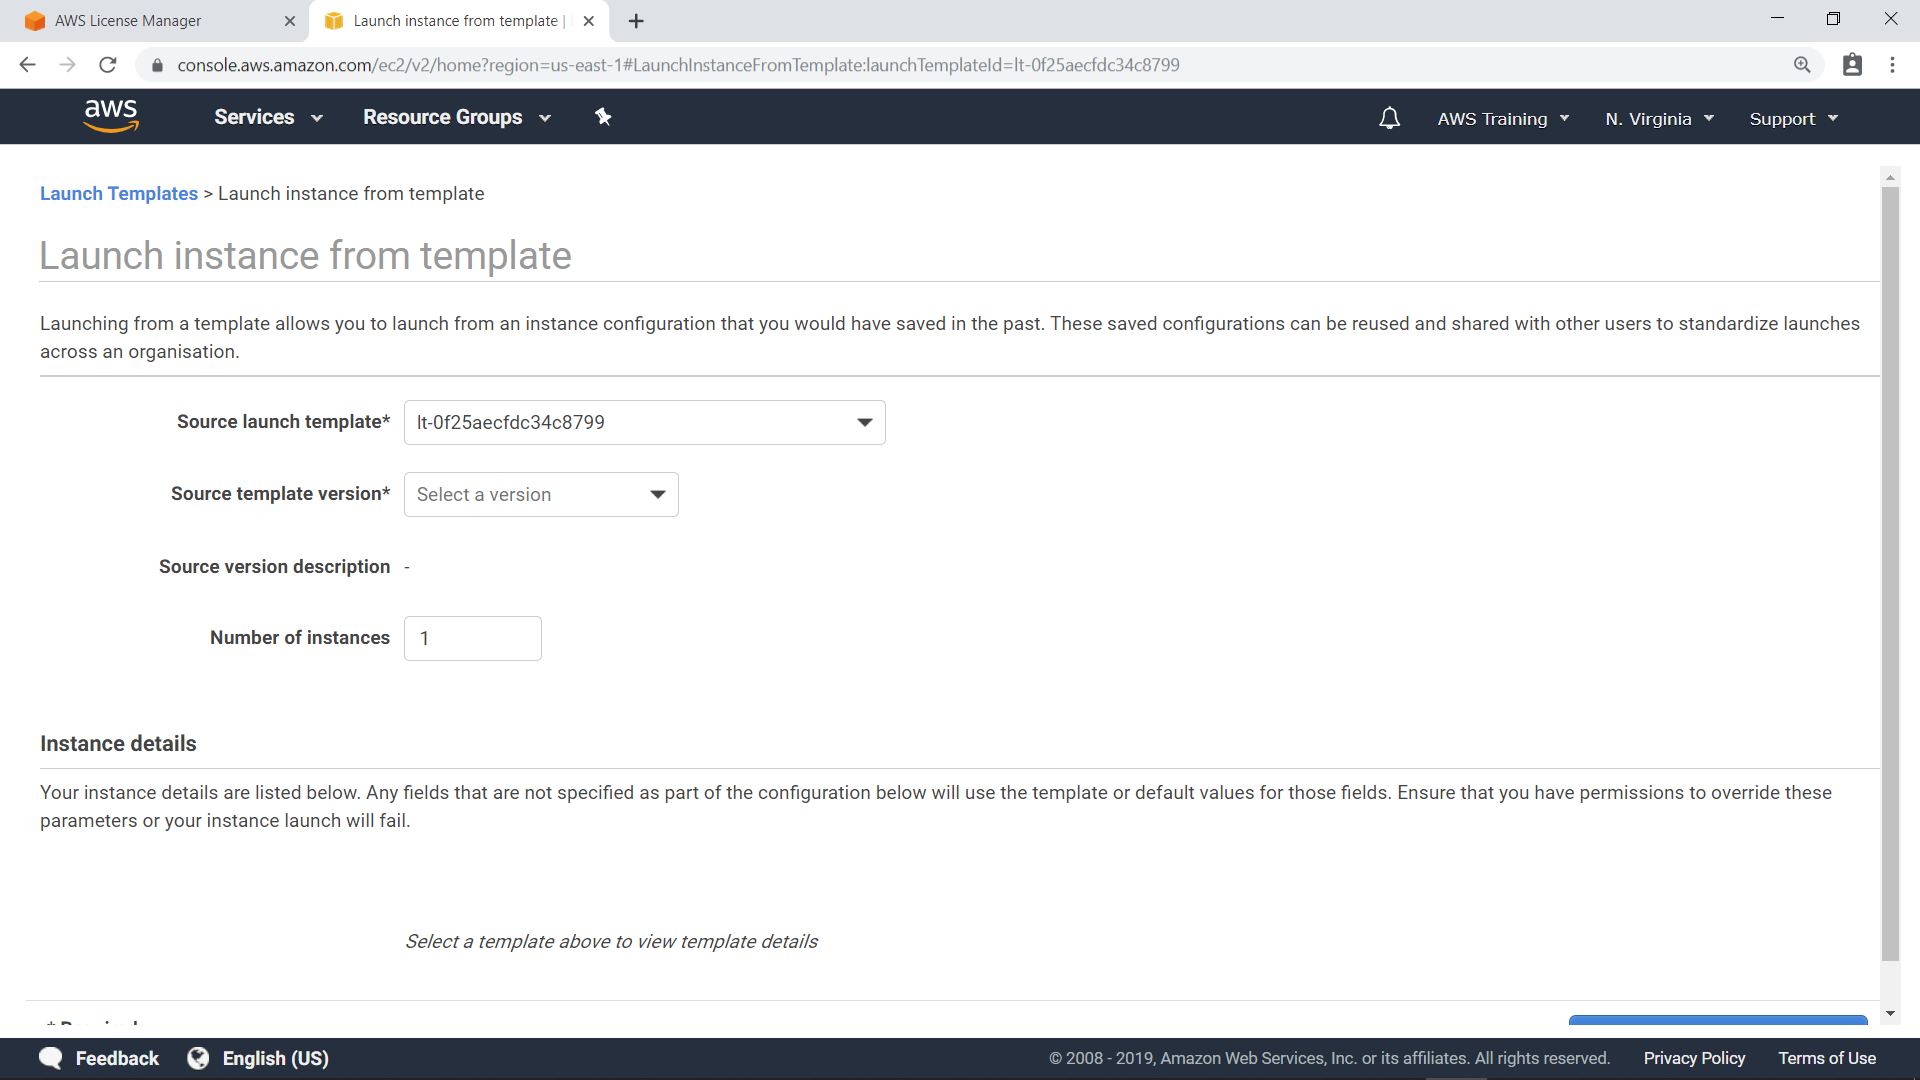 AWS License Manager
Launch instance from template |
console.aws.amazon.com/ec2/v2/home?region=us-east-1#LaunchInstanceFromTemplate:launchTemplateId=lt-0f25aecfdc34c8799
aws Services Resource Groups AWS Training N. Virginia Support
Launch Templates > Launch instance from template
Launch instance from template
Launching from a template allows you to launch from an instance configuration that you would have saved in the past. These saved configurations can be reused and shared with other users to standardize launches
across an organisation.
Source launch template* lt-0f25aecfdc34c8799
Source template version* Select a version
Source version description -
Number of instances 1
Instance details
Your instance details are listed below. Any fields that are not specified as part of the configuration below will use the template or default values for those fields. Ensure that you have permissions to override these
parameters or your instance launch will fail.
Select a template above to view template details
* Required
Feedback English (US) © 2008 - 2019, Amazon Web Services, Inc. or its affiliates. All rights reserved. Privacy Policy Terms of Use